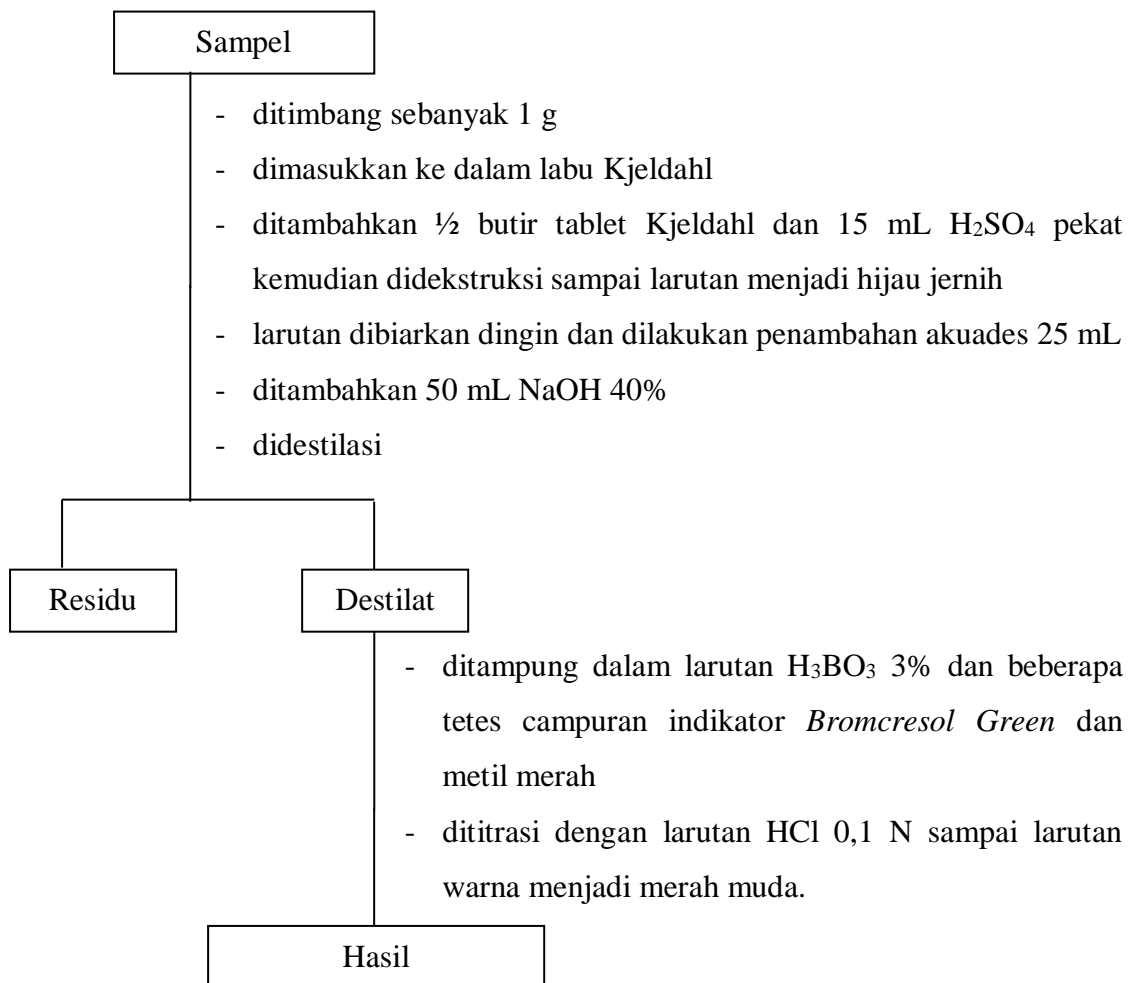 Sampel
- ditimbang sebanyak 1 g
- dimasukkan ke dalam labu Kjeldahl
- ditambahkan ½ butir tablet Kjeldahl dan 15 mL H₂SO₄ pekat
kemudian didekstruksi sampai larutan menjadi hijau jernih
- larutan dibiarkan dingin dan dilakukan penambahan akuades 25 mL
- ditambahkan 50 mL NaOH 40%
- didestilasi
Residu Destilat
- ditampung dalam larutan H₃BO₃ 3% dan beberapa
tetes campuran indikator Bromcresol Green dan
metil merah
- dititrasi dengan larutan HCl 0,1 N sampai larutan
warna menjadi merah muda.
Hasil